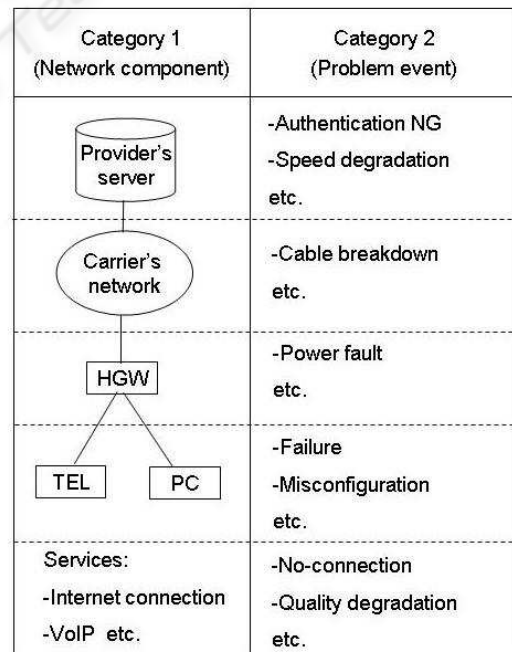 Category 1
(Network component)
Category 2
(Problem event)
Provider's
server
-Authentication NG
-Speed degradation
etc.
Carrier's
network
-Cable breakdown
etc.
HGW
-Power fault
etc.
TEL
PC
-Failure
-Misconfiguration
etc.
Services:
-Internet connection
-VoIP etc.
-No-connection
-Quality degradation
etc.